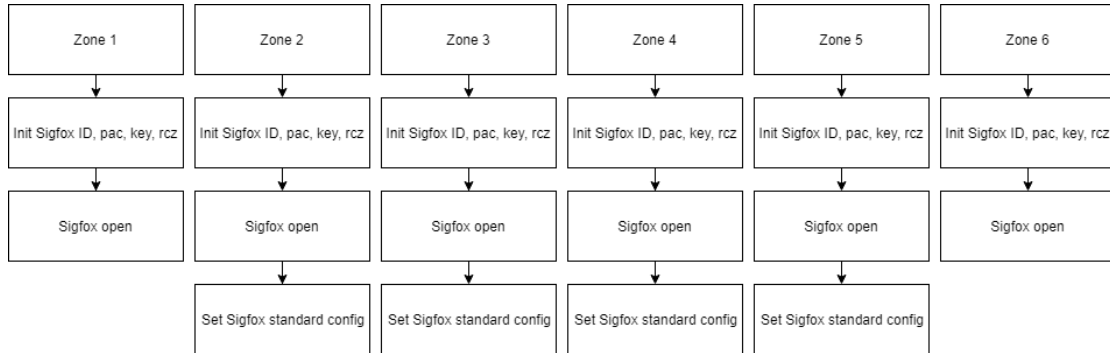 Zone 1
Zone 2
Zone 3
Zone 4
Zone 5
Zone 6
Init Sigfox ID, pac, key, rcz
Init Sigfox ID, pac, key, rcz
Init Sigfox ID, pac, key, rcz
Init Sigfox ID, pac, key, rcz
Init Sigfox ID, pac, key, rcz
Init Sigfox ID, pac, key, rcz
Sigfox open
Sigfox open
Sigfox open
Sigfox open
Sigfox open
Sigfox open
Set Sigfox standard config
Set Sigfox standard config
Set Sigfox standard config
Set Sigfox standard config